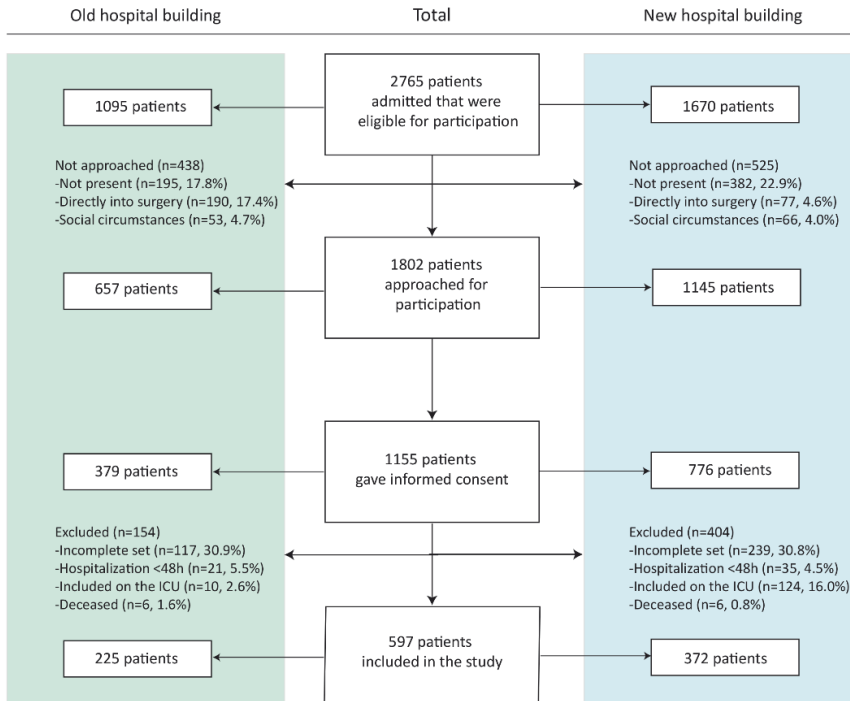 Old hospital building
Total
New hospital building
2765 patients
admitted that were
eligible for participation
1095 patients
1670 patients
Not approached (n=438)
-Not present (n=195, 17.8%)
-Directly into surgery (n=190, 17.4%)
-Social circumstances (n=53, 4.7%)
Not approached (n=525)
-Not present (n=382, 22.9%)
-Directly into surgery (n=77, 4.6%)
-Social circumstances (n=66, 4.0%)
1802 patients
approached for
participation
657 patients
1145 patients
1155 patients
gave informed consent
379 patients
776 patients
Excluded (n=154)
-Incomplete set (n=117, 30.9%)
-Hospitalization <48h (n=21, 5.5%)
-Included on the ICU (n=10, 2.6%)
-Deceased (n=6, 1.6%)
Excluded (n=404)
-Incomplete set (n=239, 30.8%)
-Hospitalization <48h (n=35, 4.5%)
-Included on the ICU (n=124, 16.0%)
-Deceased (n=6, 0.8%)
597 patients
included in the study
225 patients
372 patients